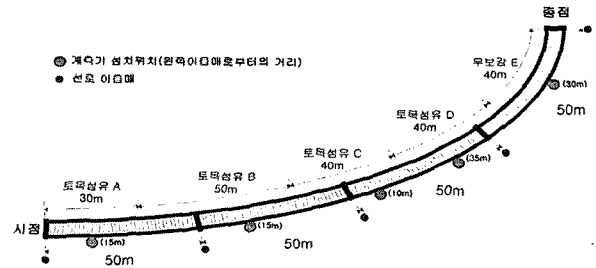 종점
계측기 설치위치(왼쪽이음매로부터의 거리)
선로 이음매
무보강 E
40m
(30m)
50m
토목섬유 D
40m
토목섬유 C
40m
(35m)
50m
토목섬유 B
50m
(10m)
토목섬유 A
30m
시점
(15m)
50m
(15m)
50m